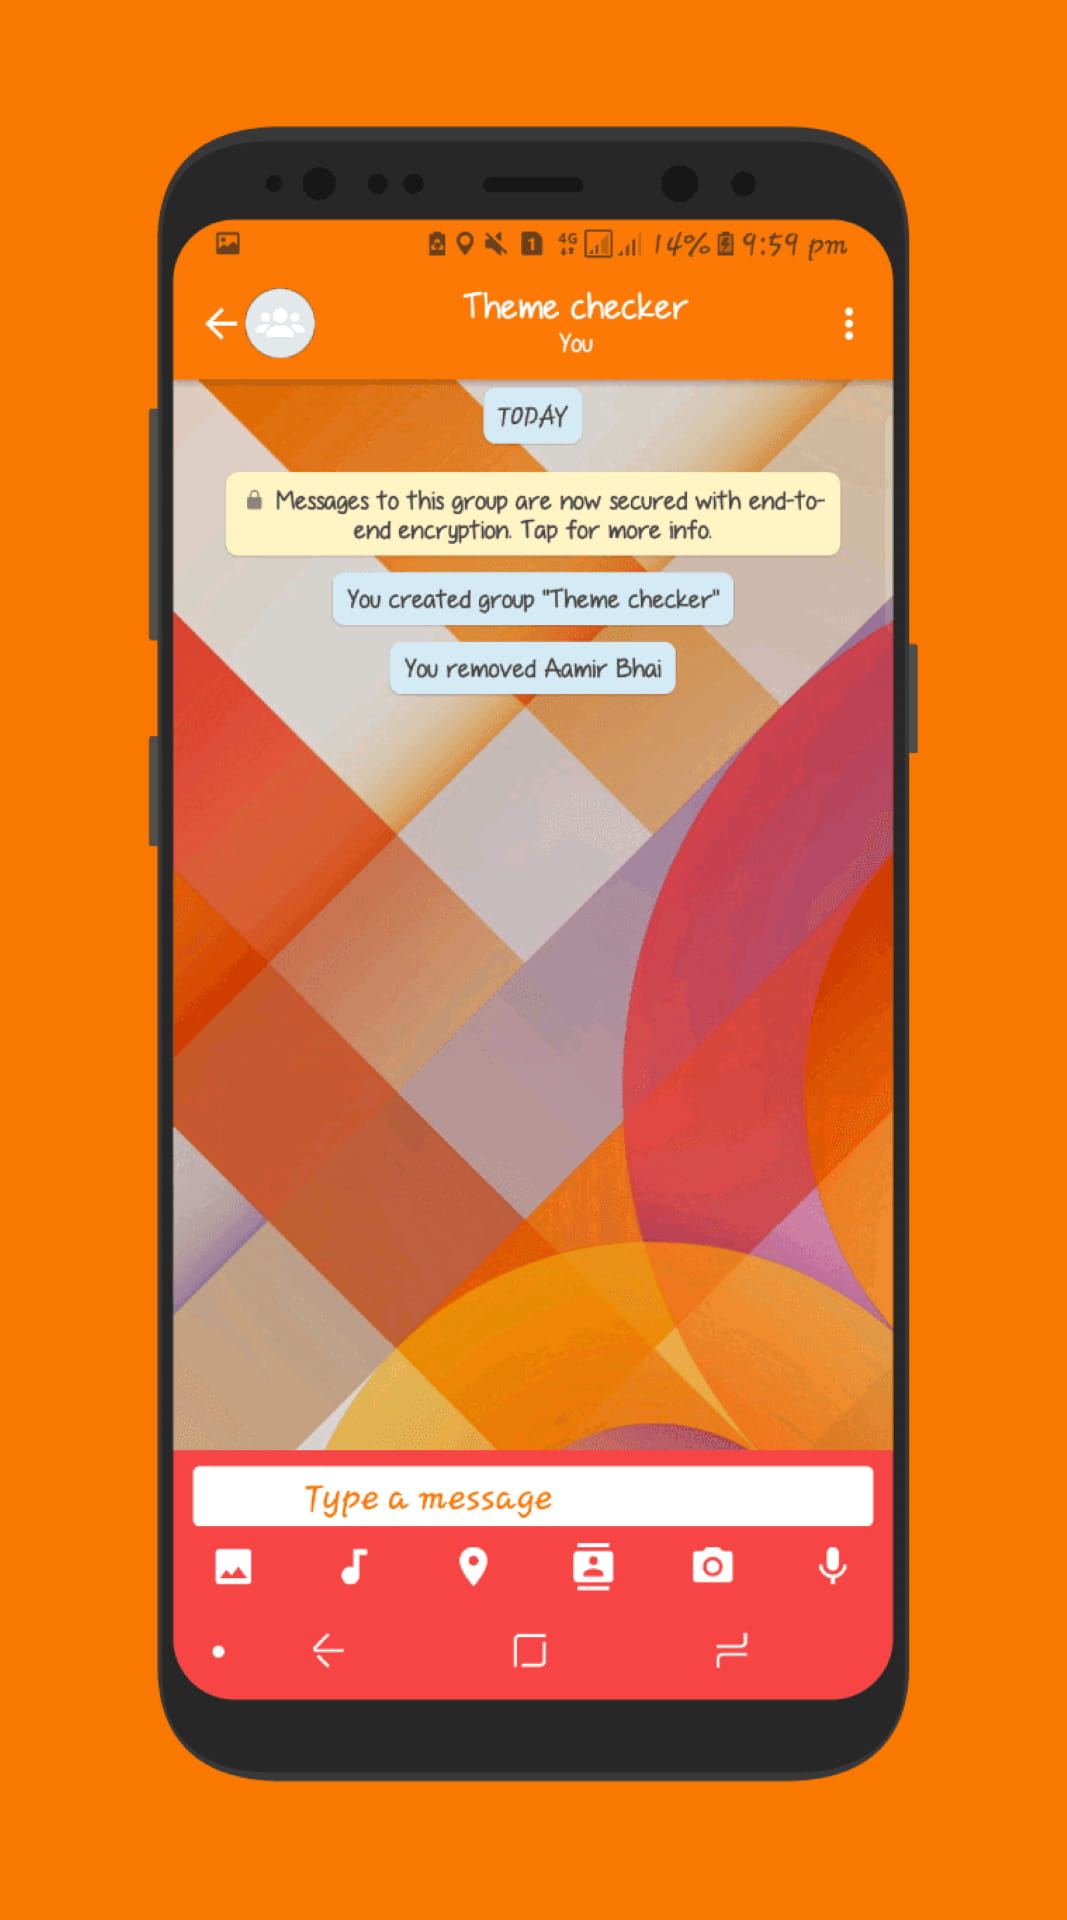 1 4G 14% 9:59 pm
Theme checker
You
TODAY
Messages to this group are now secured with end-to-
end encryption. Tap for more info.
You created group "Theme checker"
You removed Aamir Bhai
Type a message